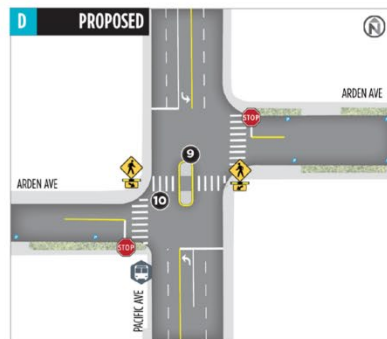 D PROPOSED
N
ARDEN AVE
STOP
9
ARDEN AVE
10
STOP
PACIFIC AVE